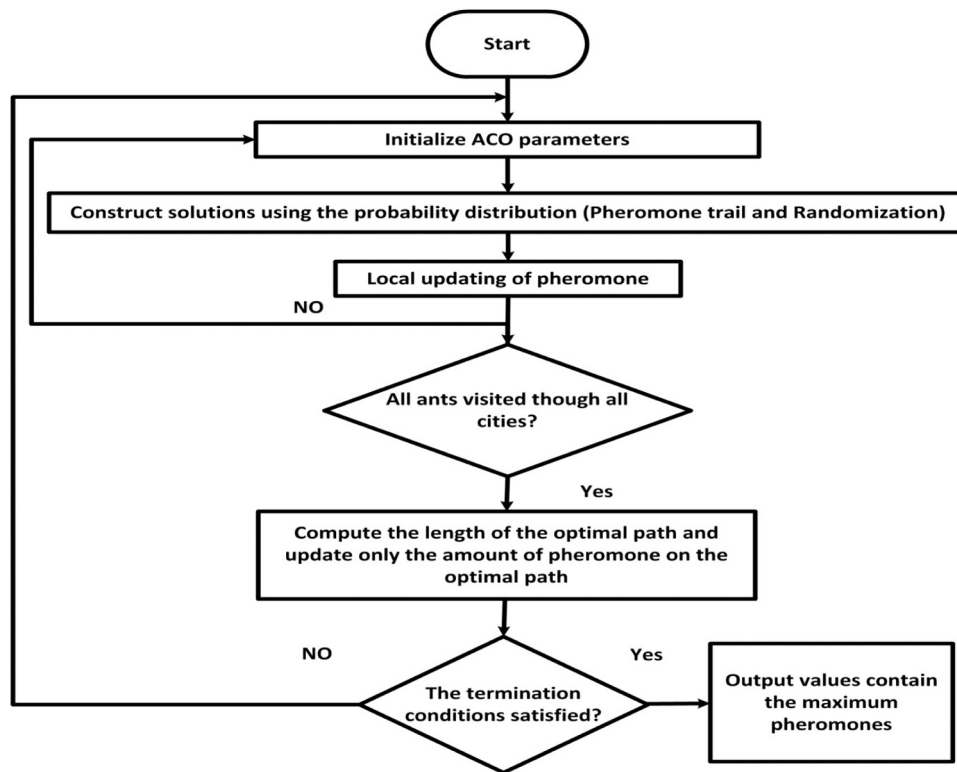 Start
Initialize ACO parameters
Construct solutions using the probability distribution (Pheromone trail and Randomization)
Local updating of pheromone
NO
All ants visited though all
cities?
Yes
Compute the length of the optimal path and
update only the amount of pheromone on the
optimal path
NO
Yes
The termination
conditions satisfied?
Output values contain
the maximum
pheromones